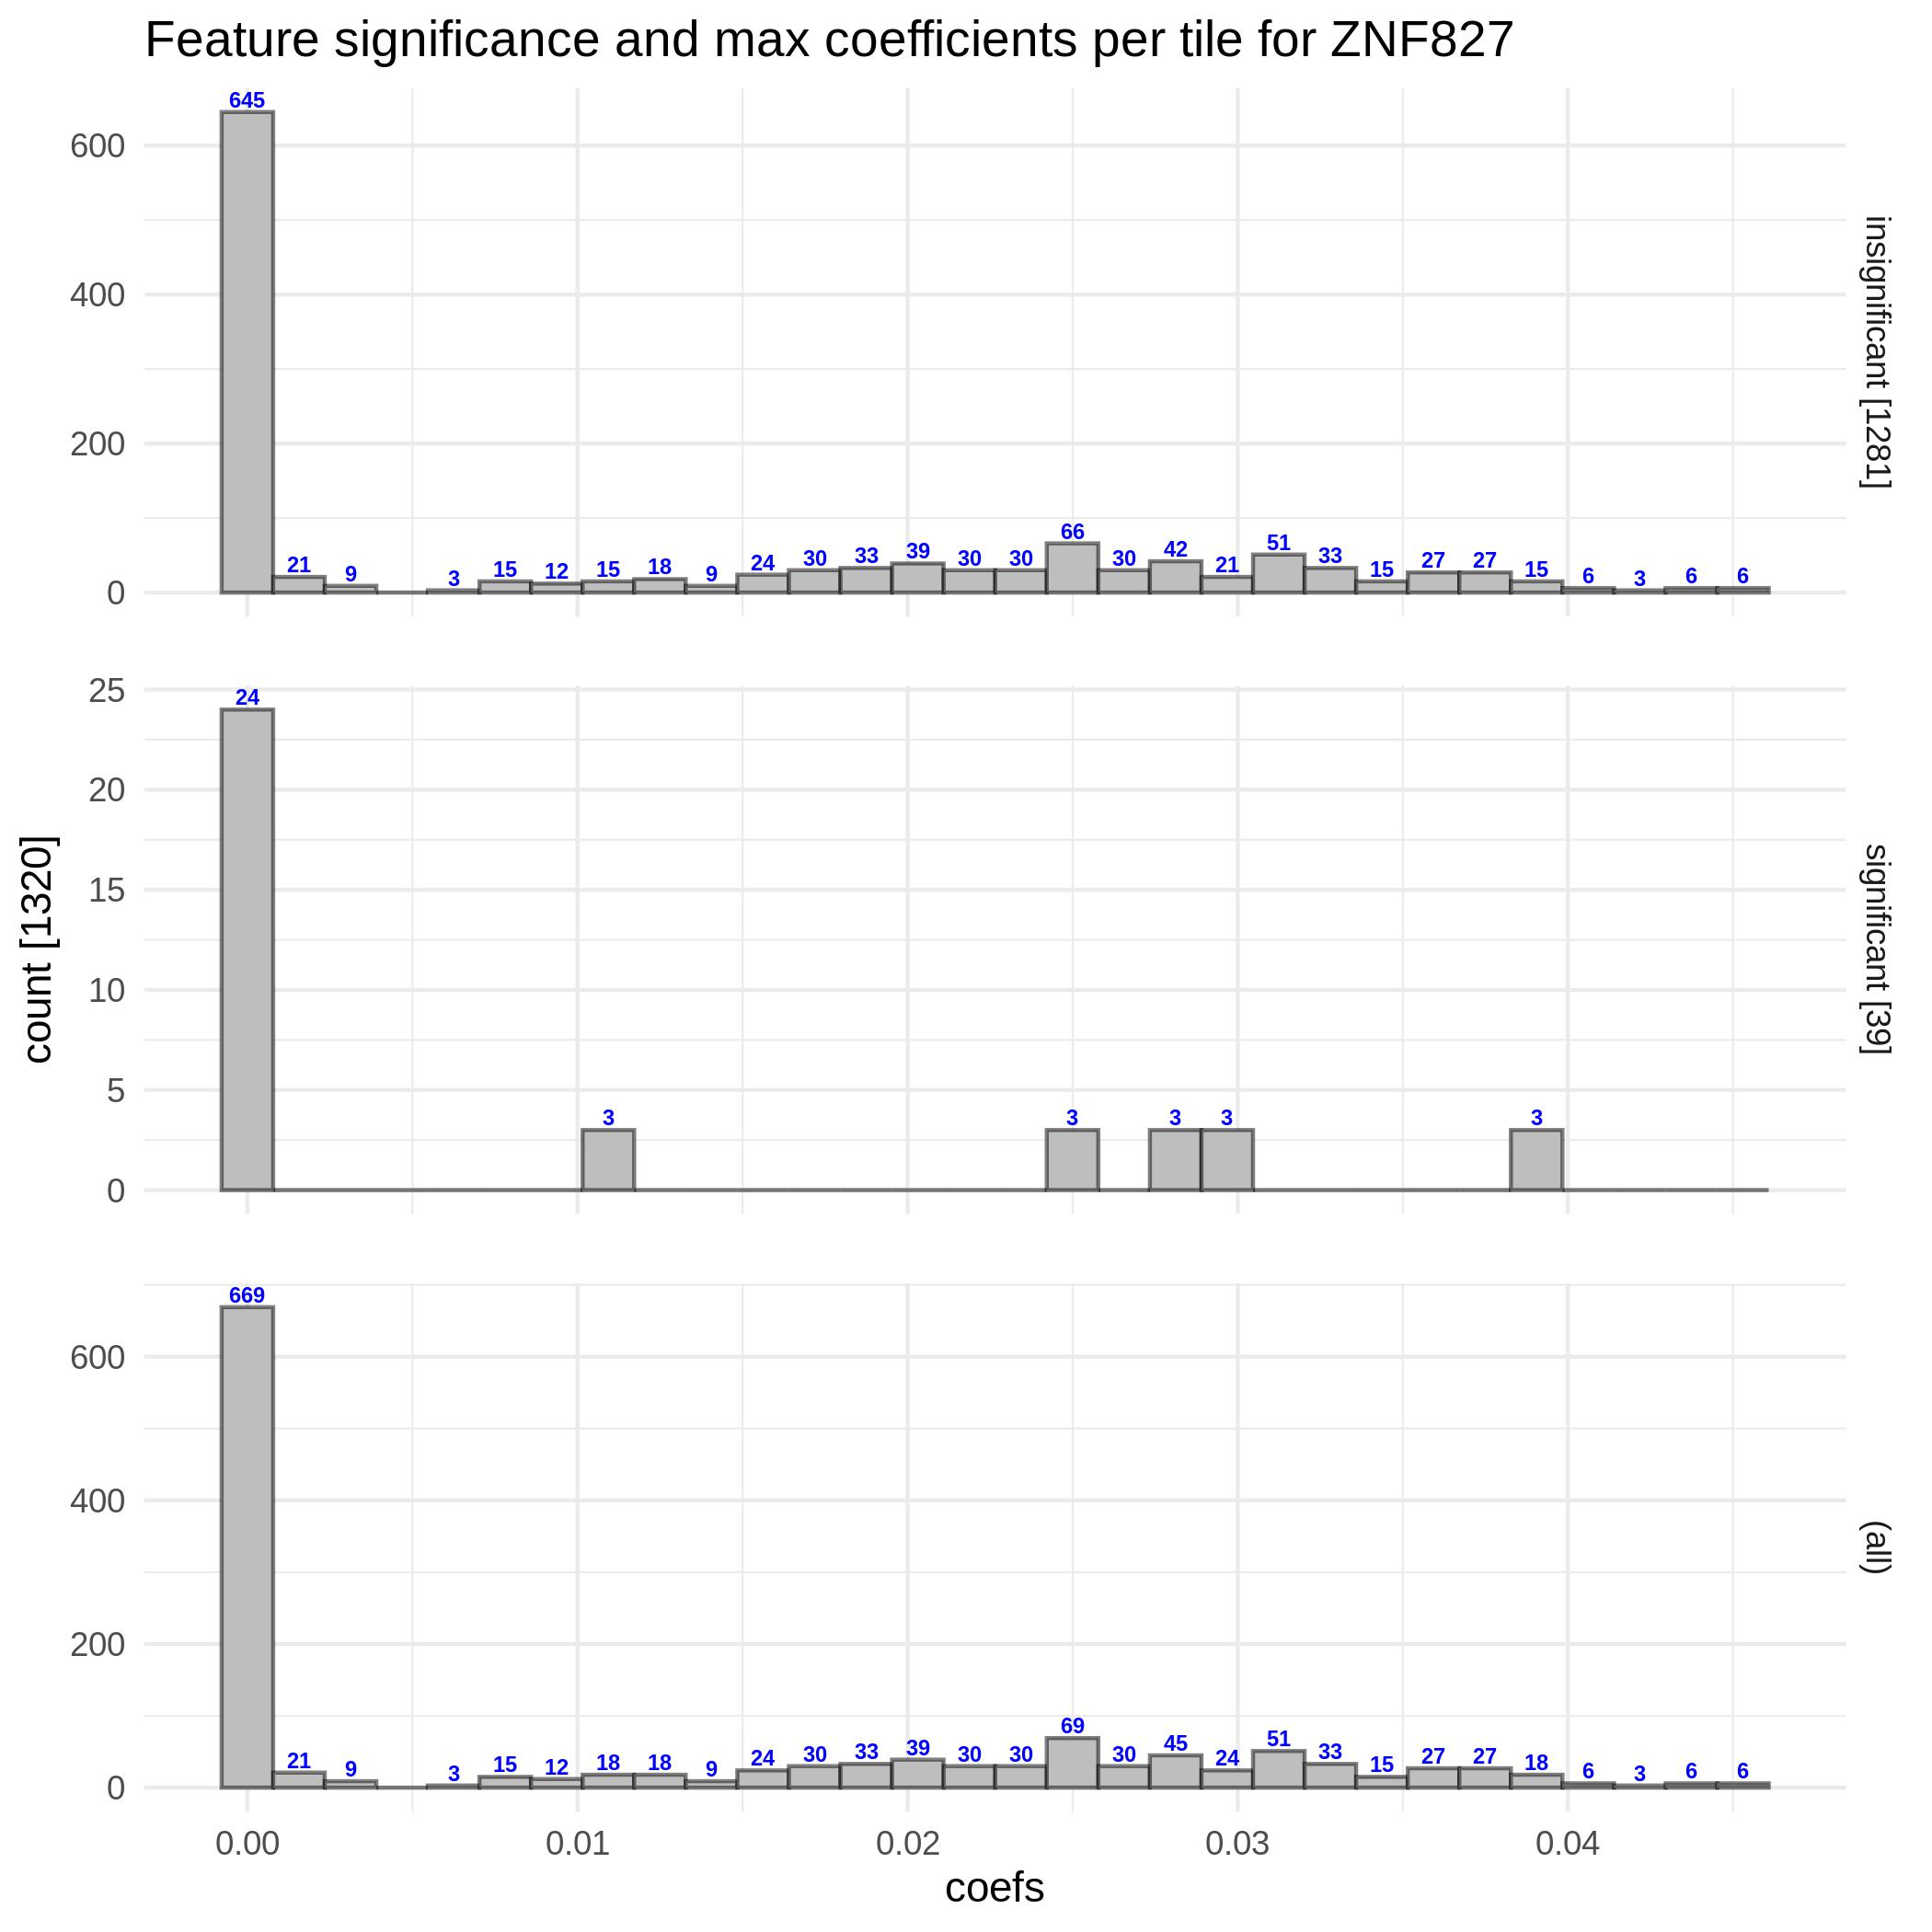 Feature significance and max coefficients per tile for ZNF827
645
600
400
200
0
21 9 3 15 12 15 18 9 24 30 33 39 30 30 66 30 42 21 51 33 15 27 27 15 6 3 6 6
insignificant [1281]
count [1320]
25
20
15
10
5
0
24 3 3 3 3 3
significant [39]
669
600
400
200
0
21 9 3 15 12 18 18 9 24 30 33 39 30 30 69 30 45 24 51 33 15 27 27 18 6 3 6 6
(all)
0.00 0.01 0.02 0.03 0.04
coefs